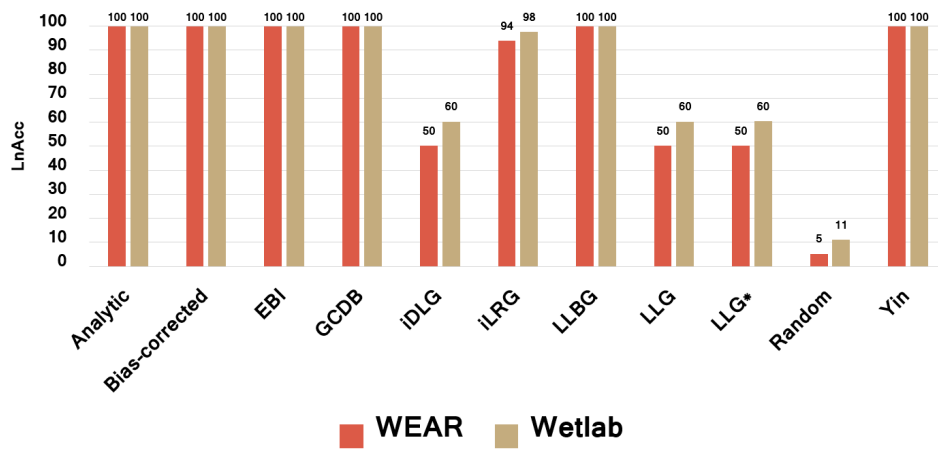 100 100 100 100 100 100 100 100 94 98 100 100 100 100
100
90
80
70
60
50
40
30
20
10
0
LnAcc
50 60 50 60 50 60
5 11
Analytic
Bias-corrected
EBI
GCDB
iDLG
iLRG
LLBG
LLG
LLG*
Random
Yin
WEAR Wetlab